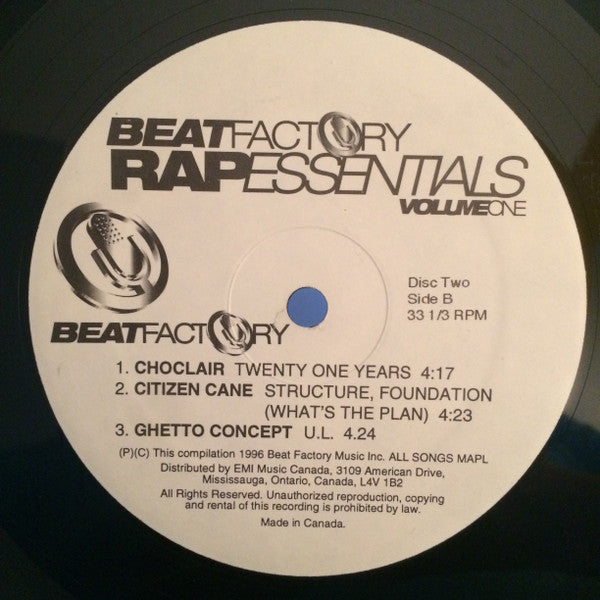 BEATFACTORY
RAPESSENTIALS
VOLUMEONE
Disc Two
Side B
33 1/3 RPM
BEATFACTORY
1. CHOCLAIR TWENTY ONE YEARS 4:17
2. CITIZEN CANE STRUCTURE, FOUNDATION
(WHAT'S THE PLAN) 4:23
3. GHETTO CONCEPT U.L. 4.24
(P)(C) This compilation 1996 Beat Factory Music Inc. ALL SONGS MAPL
Distributed by EMI Music Canada, 3109 American Drive,
Mississauga, Ontario, Canada, L4V 1B2
All Rights Reserved. Unauthorized reproduction, copying
and rental of this recording is prohibited by law.
Made in Canada.